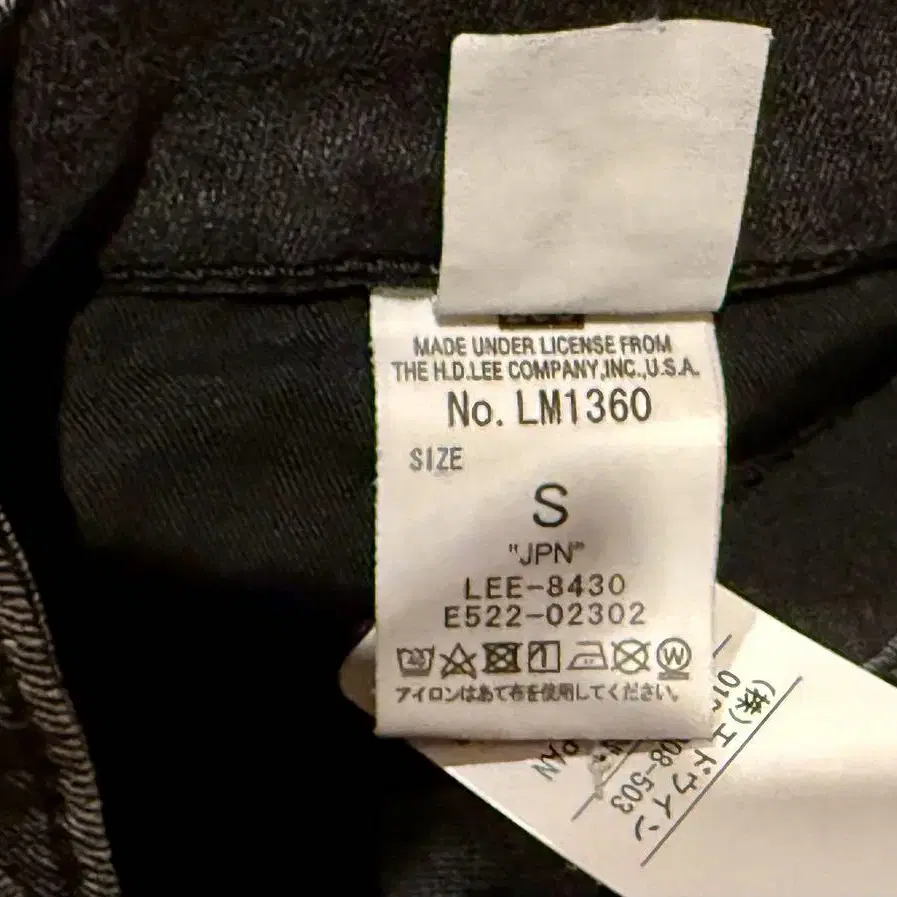 MADE UNDER LICENSE FROM
THE H.D.LEE COMPANY,INC.,U.S.A.
No. LM1360
SIZE
S
"JPN"
LEE-8430
E522-02302
アイロンはあて布を使用してください。
(株)エドウイン
08-503